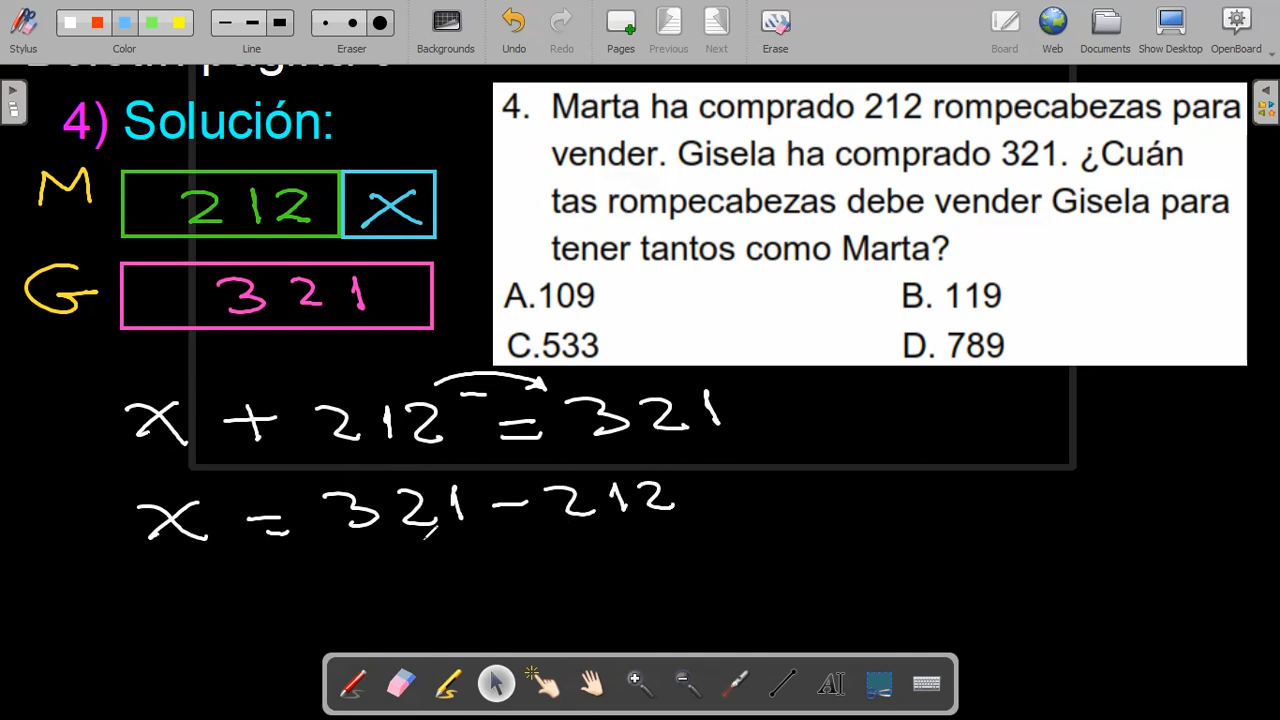 Stylus
Color
Line
Eraser
Backgrounds
Undo
Redo
Pages
Previous
Next
Erase
Board
Web
Documents
Show Desktop
OpenBoard
4) Solución:
M 212 x
G 321
4. Marta ha comprado 212 rompecabezas para
vender. Gisela ha comprado 321. ¿Cuán
tas rompecabezas debe vender Gisela para
tener tantos como Marta?
A.109 B. 119
C.533 D. 789
x + 212 - = 321
x = 321 - 212
AI